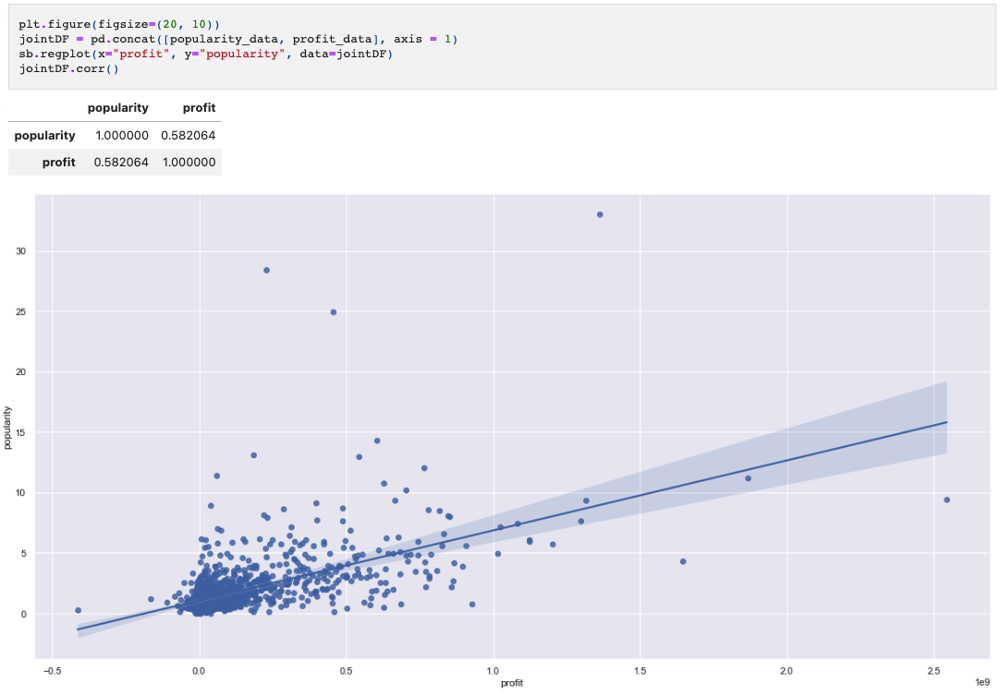 plt.figure(figsize=(20, 10))
jointDF = pd.concat([popularity_data, profit_data], axis = 1)
sb.regplot(x="profit", y="popularity", data=jointDF)
jointDF.corr()
popularity profit
popularity 1.000000 0.582064
profit 0.582064 1.000000
30
25
20
15
10
5
0
popularity
−0.5 0.0 0.5 1.0 1.5 2.0 2.5
profit
1e9